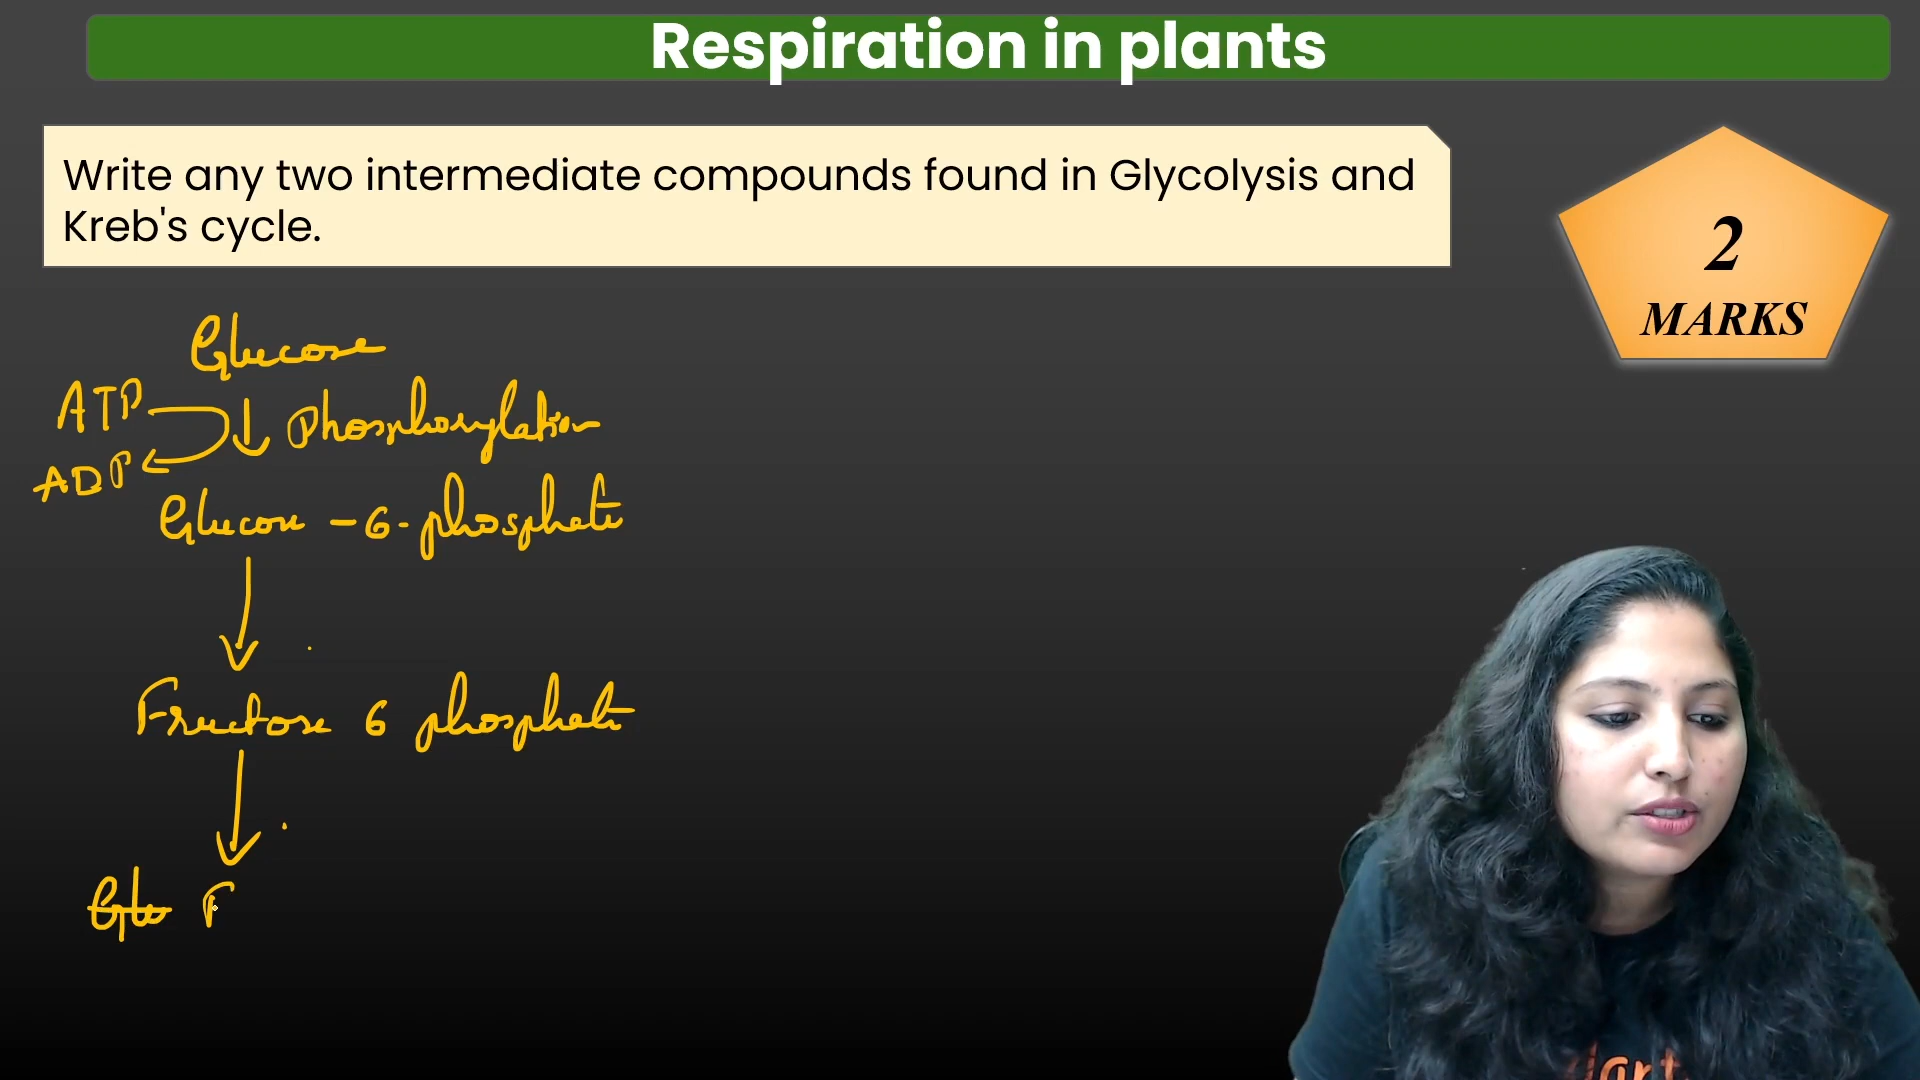 Respiration in plants
Write any two intermediate compounds found in Glycolysis and
Kreb's cycle.
2
MARKS
Glucose
ATP
Phosphorylation
ADP
Glucose - 6 - phosphate
Fructose 6 phosphate
Glu F